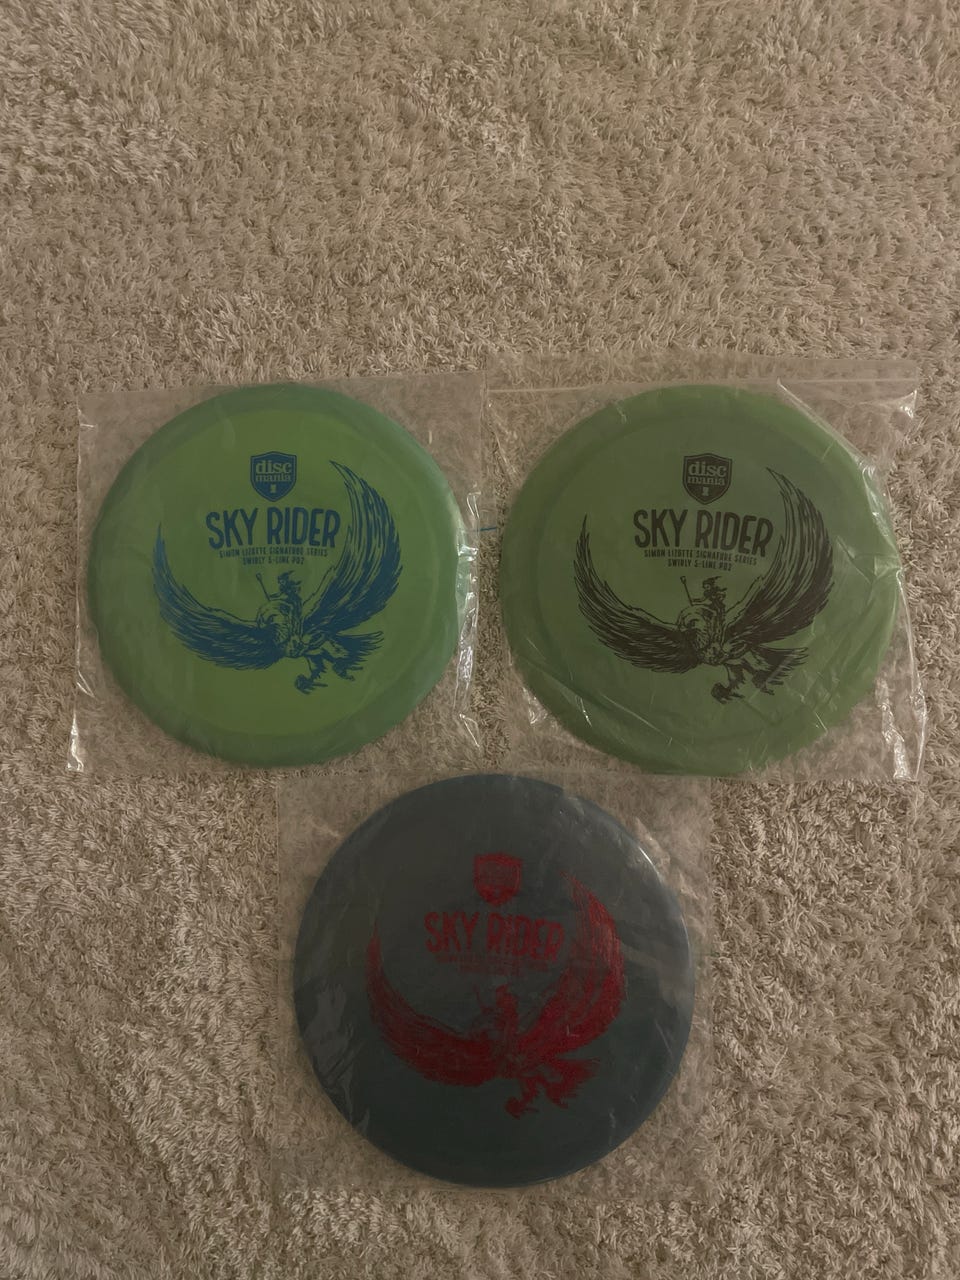 disc
mania
SKY RIDER
SIMON LIZOTTE SIGNATURE SERIES
SWIRLY S-LINE PD2
disc
mania
SKY RIDER
SIMON LIZOTTE SIGNATURE SERIES
SWIRLY S-LINE PD2
SKY RIDER